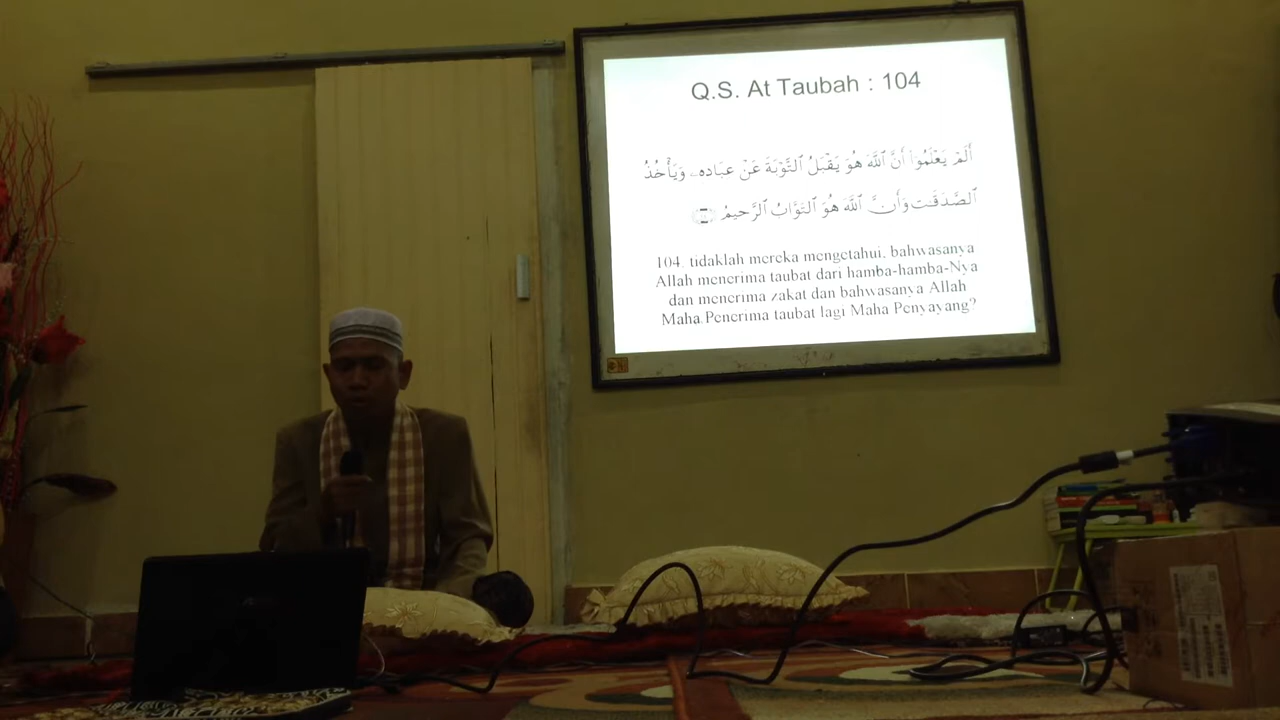 Q.S. At Taubah : 104
أَلَمْ يَعْلَمُوٓا۟ أَنَّ ٱللَّهَ هُوَ يَقْبَلُ ٱلتَّوْبَةَ عَنْ عِبَادِهِۦ وَيَأْخُذُ
ٱلصَّدَقَٰتِ وَأَنَّ ٱللَّهَ هُوَ ٱلتَّوَّابُ ٱلرَّحِيمُ
104. tidaklah mereka mengetahui, bahwasanya
Allah menerima taubat dari hamba-hamba-Nya
dan menerima zakat dan bahwasanya Allah
Maha Penerima taubat lagi Maha Penyayang?